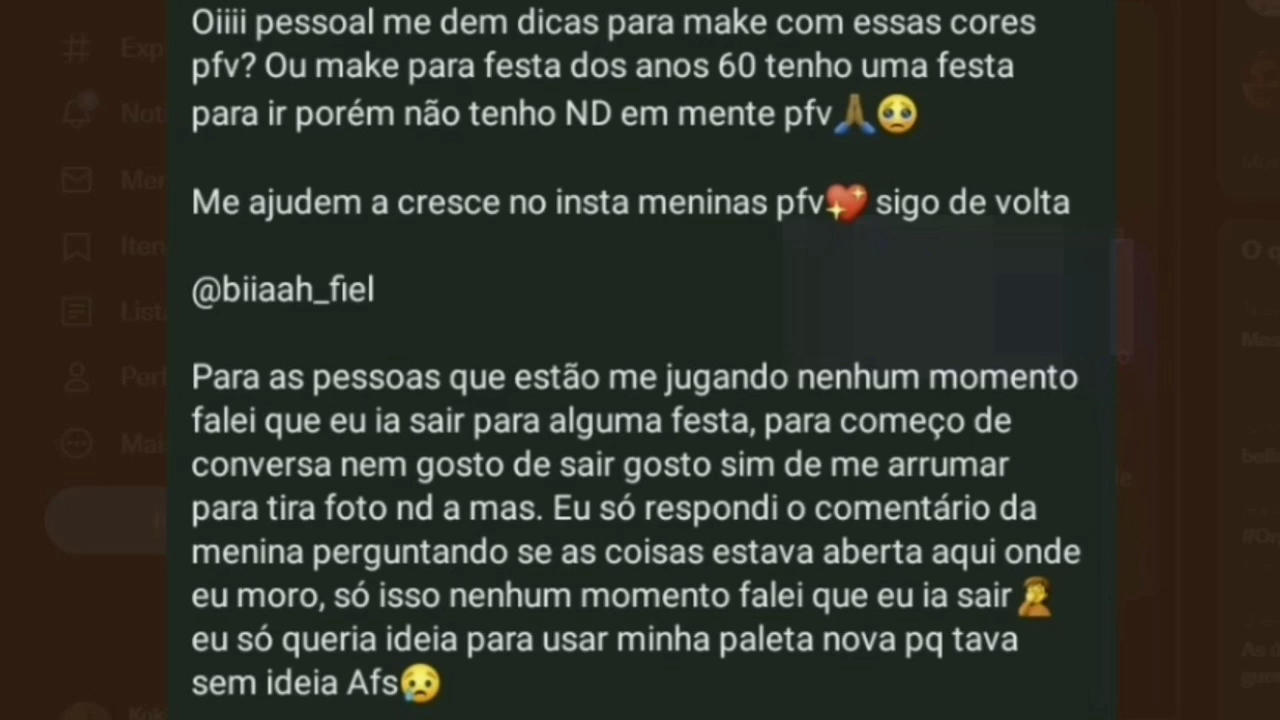 Oiiii pessoal me dem dicas para make com essas cores
pfv? Ou make para festa dos anos 60 tenho uma festa
para ir porém não tenho ND em mente pfv🙏🏾🥹
Me ajudem a cresce no insta meninas pfv💖 sigo de volta
@biiaah_fiel
Para as pessoas que estão me jugando nenhum momento
falei que eu ia sair para alguma festa, para começo de
conversa nem gosto de sair gosto sim de me arrumar
para tira foto nd a mas. Eu só respondi o comentário da
menina perguntando se as coisas estava aberta aqui onde
eu moro, só isso nenhum momento falei que eu ia sair🤦
eu só queria ideia para usar minha paleta nova pq tava
sem ideia Afs😢